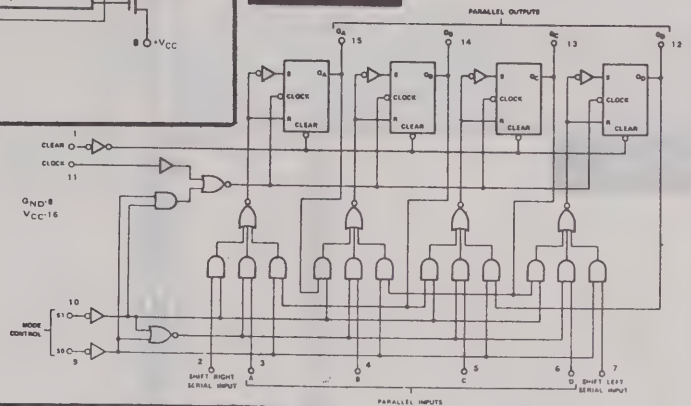 8 +VCC
PARALLEL OUTPUTS
QA 15
QB 14
QC 13
QD 12
S QA
CLOCK
R
CLEAR
S QB
CLOCK
R
CLEAR
S QC
CLOCK
R
CLEAR
S QD
CLOCK
R
CLEAR
1
CLEAR
CLOCK
11
GND-8
VCC-16
10
S1
MODE
CONTROL
S0
9
2
SHIFT RIGHT
SERIAL INPUT
3
A
4
B
5
C
6
D
7
SHIFT LEFT
SERIAL INPUT
PARALLEL INPUTS